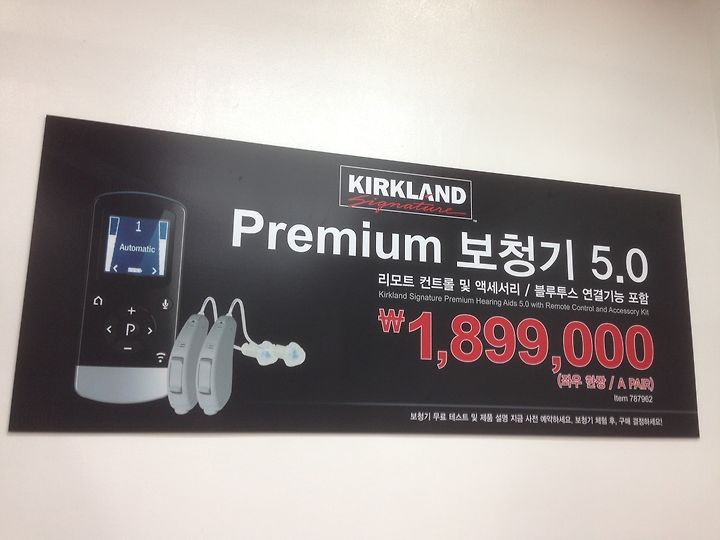 KIRKLAND
Signature
Premium 보청기 5.0
리모트 컨트롤 및 액세서리 / 블루투스 연결기능 포함
Kirkland Signature Premium Hearing Aids 5.0 with Remote Control and Accessory Kit
₩1,899,000
(좌우 한쌍 / A PAIR)
Item 787962
보청기 무료 테스트 및 제품 설명 지금 사전 예약하세요. 보청기 체험 후, 구매 결정하세요!
1
Automatic
P